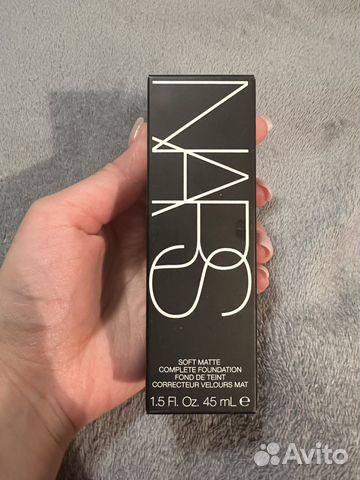 NARS
SOFT MATTE
COMPLETE FOUNDATION
FOND DE TEINT
CORRECTEUR VELOURS MAT
1.5 Fl. Oz. 45 mL ℮
Avito